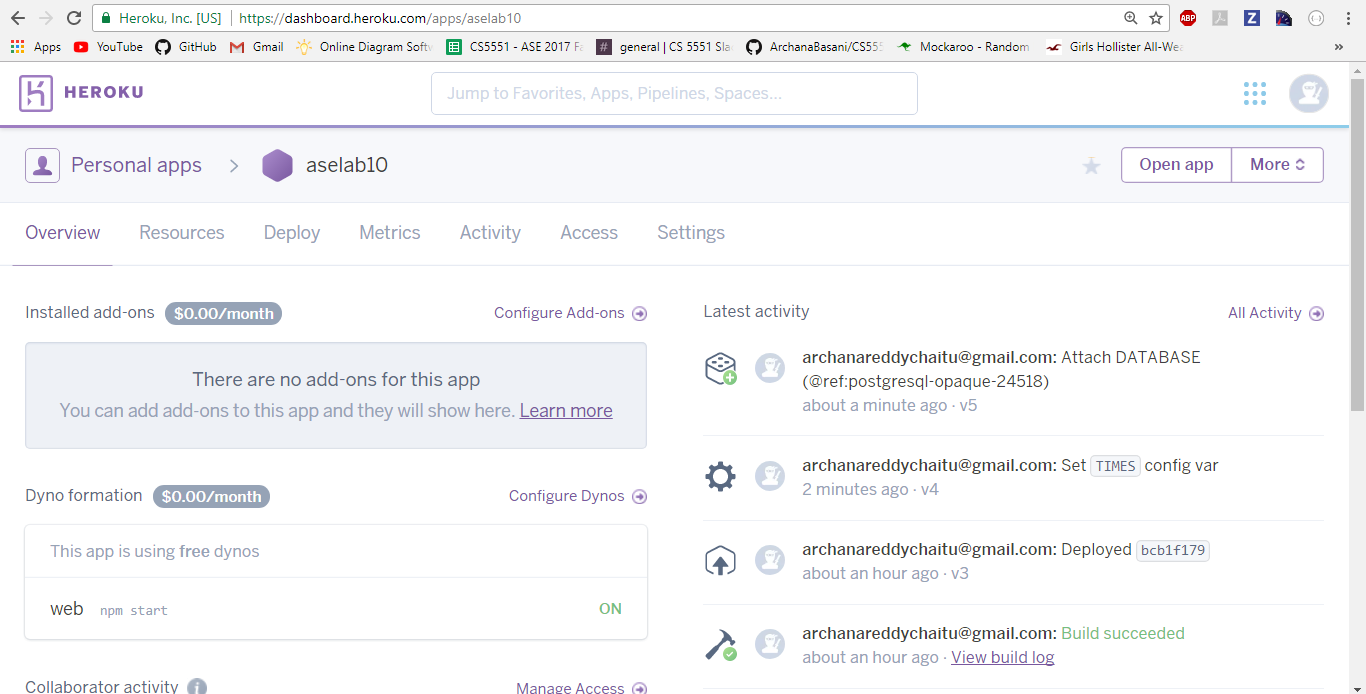 Heroku, Inc. [US] https://dashboard.heroku.com/apps/aselab10
ABP
Z
Apps YouTube GitHub Gmail Online Diagram Softw CS5551 - ASE 2017 Fa # general | CS 5551 Slac ArchanaBasani/CS555 Mockaroo - Random Girls Hollister All-Wea »
HEROKU
Jump to Favorites, Apps, Pipelines, Spaces...
Personal apps > aselab10
Open app More
Overview Resources Deploy Metrics Activity Access Settings
Installed add-ons $0.00/month Configure Add-ons
There are no add-ons for this app
You can add add-ons to this app and they will show here. Learn more
Dyno formation $0.00/month Configure Dynos
This app is using free dynos
web npm start ON
Collaborator activity i Manage Access
Latest activity All Activity
archanareddychaitu@gmail.com: Attach DATABASE
(@ref:postgresql-opaque-24518)
about a minute ago · v5
archanareddychaitu@gmail.com: Set TIMES config var
2 minutes ago · v4
archanareddychaitu@gmail.com: Deployed bcb1f179
about an hour ago · v3
archanareddychaitu@gmail.com: Build succeeded
about an hour ago · View build log